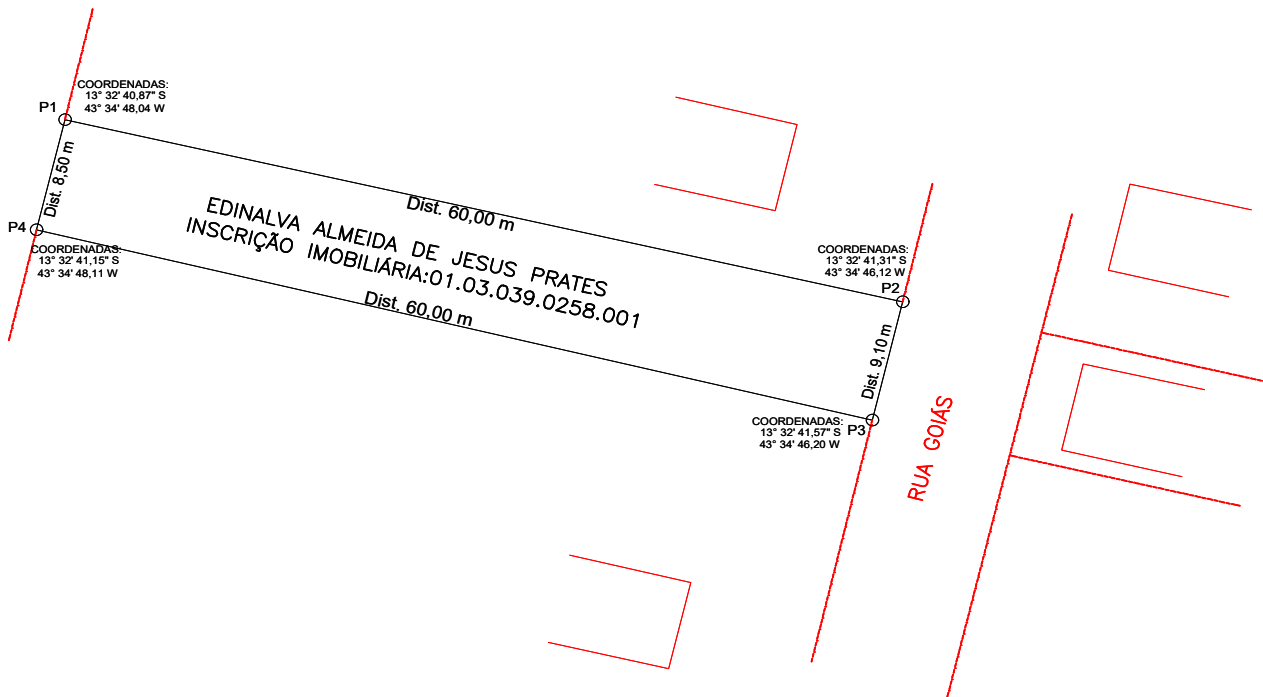 COORDENADAS:
13° 32' 40,87" S
43° 34' 48,04 W
P1
Dist. 8,50 m
P4
COORDENADAS:
13° 32' 41,15" S
43° 34' 48,11 W
Dist. 60,00 m
EDINALVA ALMEIDA DE JESUS PRATES
INSCRIÇÃO IMOBILIÁRIA:01.03.039.0258.001
Dist. 60,00 m
COORDENADAS:
13° 32' 41,31" S
43° 34' 46,12 W
P2
Dist. 9,10 m
COORDENADAS:
13° 32' 41,57" S
43° 34' 46,20 W
P3
RUA GOIÁS